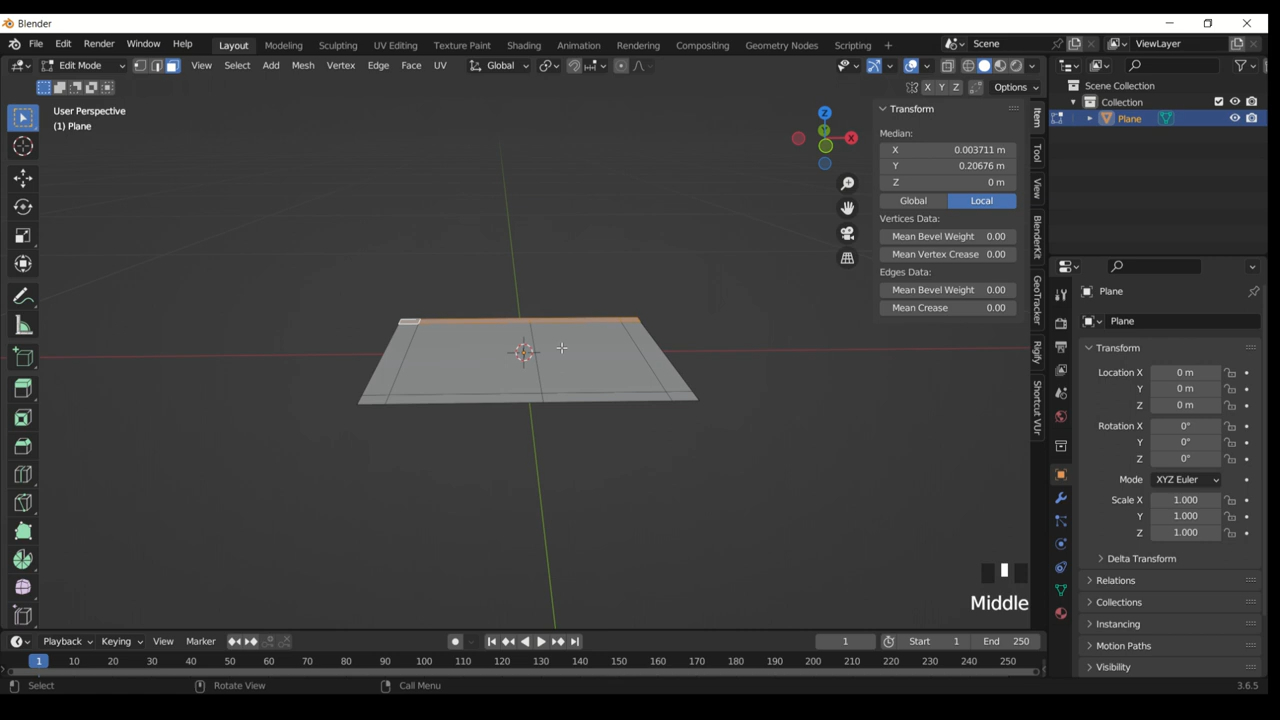 Blender
File Edit Render Window Help Layout Modeling Sculpting UV Editing Texture Paint Shading Animation Rendering Compositing Geometry Nodes Scripting + Scene ViewLayer
Edit Mode View Select Add Mesh Vertex Edge Face UV Global
X Y Z Options
User Perspective
(1) Plane
Z
Y
X
Transform
Median:
X 0.003711 m
Y 0.20676 m
Z 0 m
Global Local
Vertices Data:
Mean Bevel Weight 0.00
Mean Vertex Crease 0.00
Edges Data:
Mean Bevel Weight 0.00
Mean Crease 0.00
Item
Tool
View
BlenderKit
GeoTracker
Rigify
Shortcut VUr
Scene Collection
Collection
Plane
Plane
Plane
Transform
Location X 0 m
Y 0 m
Z 0 m
Rotation X 0°
Y 0°
Z 0°
Mode XYZ Euler
Scale X 1.000
Y 1.000
Z 1.000
Delta Transform
Relations
Collections
Instancing
Motion Paths
Visibility
Middle
Playback Keying View Marker 1 Start 1 End 250
1 10 20 30 40 50 60 70 80 90 100 110 120 130 140 150 160 170 180 190 200 210 220 230 240 250
Select Rotate View Call Menu 3.6.5